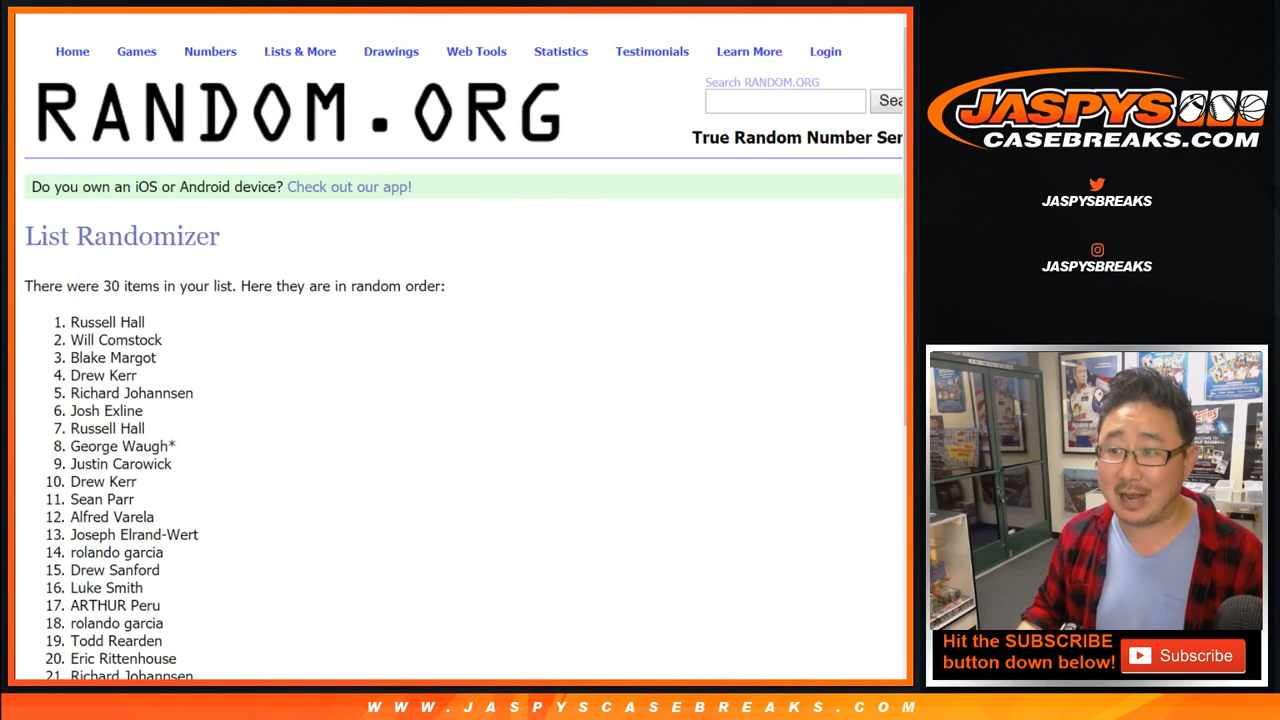 Home Games Numbers Lists & More Drawings Web Tools Statistics Testimonials Learn More Login
RANDOM.ORG
Search RANDOM.ORG
Sea
True Random Number Ser
Do you own an iOS or Android device? Check out our app!
List Randomizer
There were 30 items in your list. Here they are in random order:
1. Russell Hall
2. Will Comstock
3. Blake Margot
4. Drew Kerr
5. Richard Johannsen
6. Josh Exline
7. Russell Hall
8. George Waugh*
9. Justin Carowick
10. Drew Kerr
11. Sean Parr
12. Alfred Varela
13. Joseph Elrand-Wert
14. rolando garcia
15. Drew Sanford
16. Luke Smith
17. ARTHUR Peru
18. rolando garcia
19. Todd Rearden
20. Eric Rittenhouse
21. Richard Johannsen
JASPYS
CASEBREAKS.COM
JASPYSBREAKS
JASPYSBREAKS
Hit the SUBSCRIBE
button down below!
Subscribe
WWW.JASPYSCASEBREAKS.COM